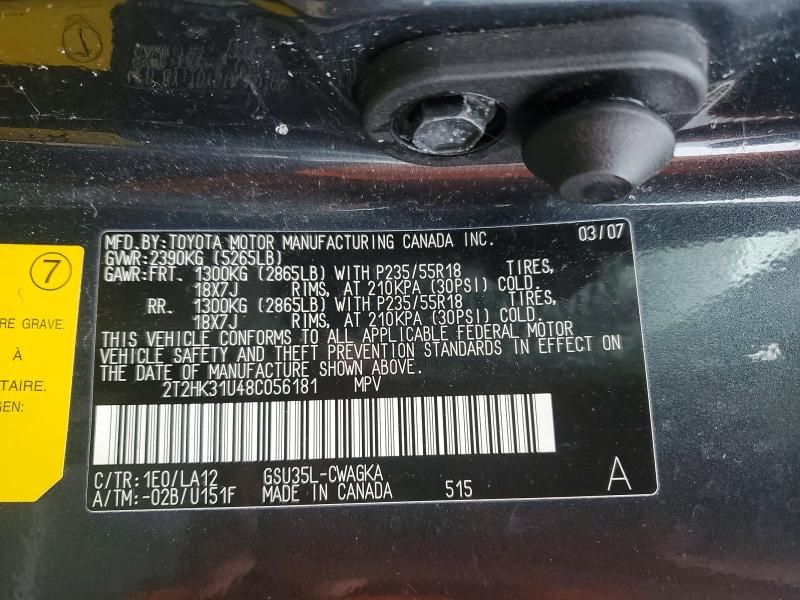 7
RE GRAVE.
À
TAIRE.
GEN:
MFD. BY:TOYOTA MOTOR MANUFACTURING CANADA INC. 03/07
GVWR:2390KG (5265LB)
GAWR:FRT. 1300KG (2865LB) WITH P235/55R18 TIRES,
18X7J RIMS, AT 210KPA (30PSI) COLD.
RR. 1300KG (2865LB) WITH P235/55R18 TIRES,
18X7J RIMS, AT 210KPA (30PSI) COLD.
THIS VEHICLE CONFORMS TO ALL APPLICABLE FEDERAL MOTOR
VEHICLE SAFETY AND THEFT PREVENTION STANDARDS IN EFFECT ON
THE DATE OF MANUFACTURE SHOWN ABOVE.
2T2HK31U48C056181 MPV
C/TR:1E0/LA12 GSU35L-CWAGKA A
A/TM:-02B/U151F MADE IN CANADA 515